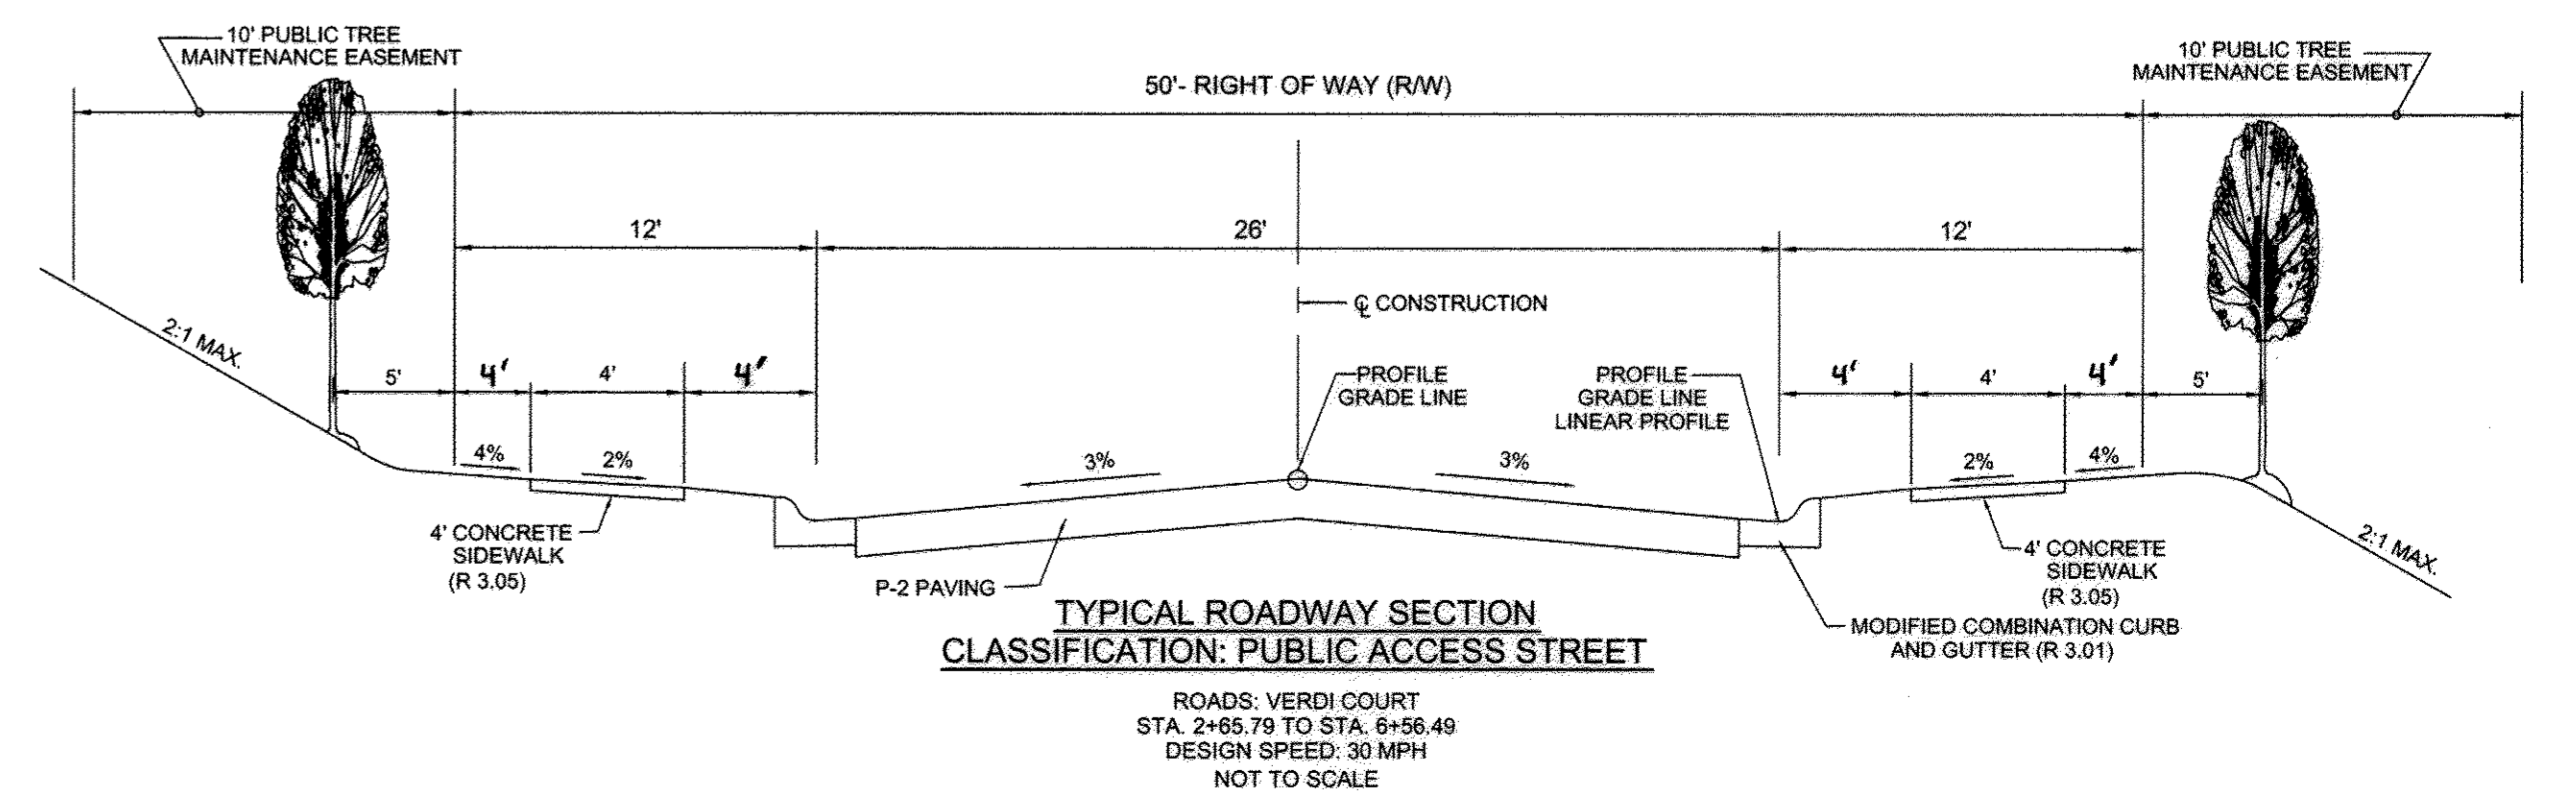 10' PUBLIC TREE
MAINTENANCE EASEMENT
50'- RIGHT OF WAY (R/W)
10' PUBLIC TREE
MAINTENANCE EASEMENT
12'
26'
12'
℄ CONSTRUCTION
2:1 MAX.
5'
4'
4'
4'
PROFILE
GRADE LINE
PROFILE
GRADE LINE
LINEAR PROFILE
4'
4'
4'
5'
4%
2%
3%
3%
2%
4%
4' CONCRETE
SIDEWALK
(R 3.05)
P-2 PAVING
4' CONCRETE
SIDEWALK
(R 3.05)
2:1 MAX.
MODIFIED COMBINATION CURB
AND GUTTER (R 3.01)
TYPICAL ROADWAY SECTION
CLASSIFICATION: PUBLIC ACCESS STREET
ROADS: VERDI COURT
STA. 2+65.79 TO STA. 6+56.49
DESIGN SPEED: 30 MPH
NOT TO SCALE